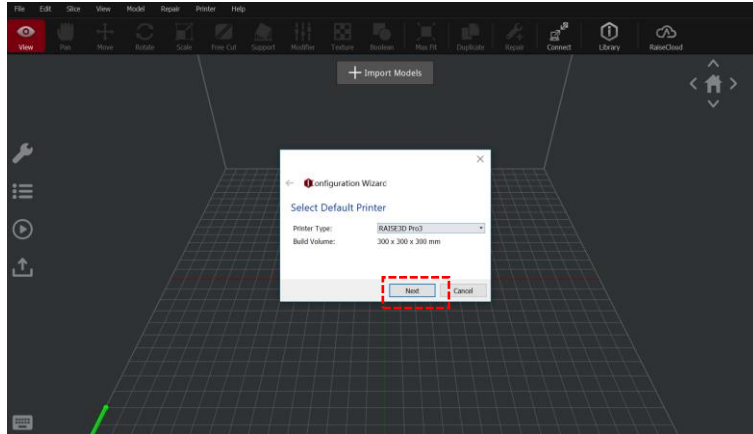 File Edit Slice View Model Repair Printer Help
View Pan Move Rotate Scale Free Cut Support Modifier Texture Boolean Max Fit Duplicate Repair Connect Library RaiseCloud
Import Models
Configuration Wizarc
Select Default Printer
Printer Type: RAISE3D Pro3
Build Volume: 300 x 300 x 300 mm
Next Cancel